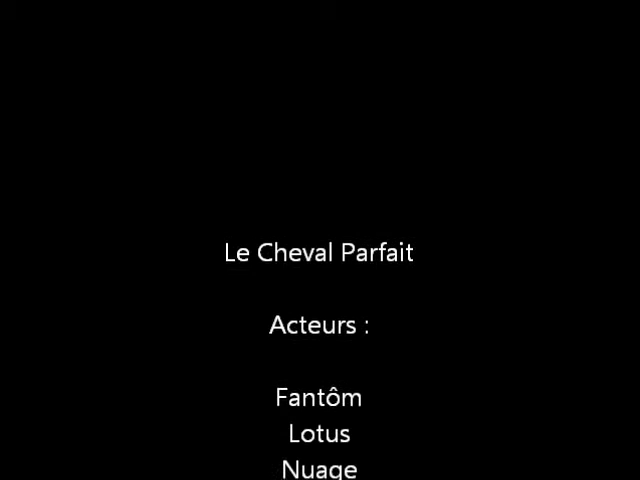 Le Cheval Parfait
Acteurs :
Fantôm
Lotus
Nuage